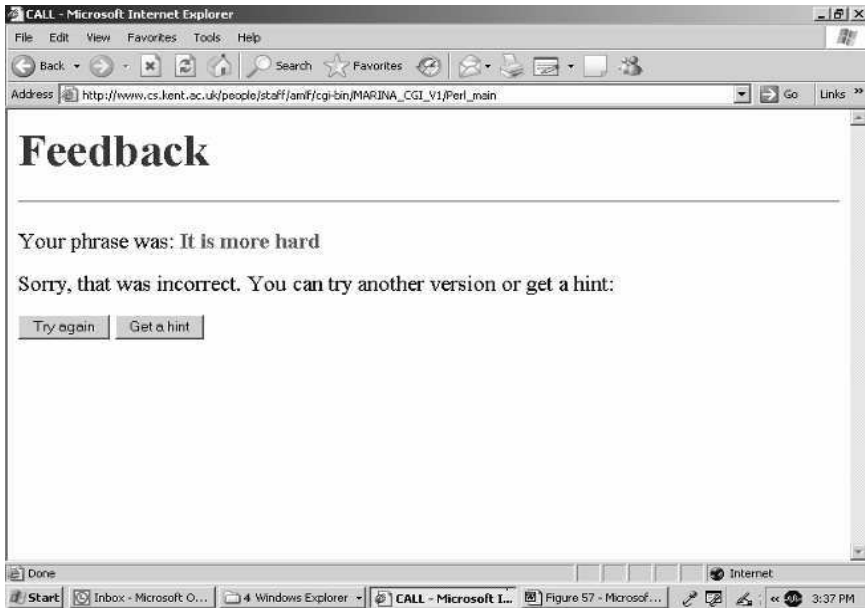 CALL - Microsoft Internet Explorer
File Edit View Favorites Tools Help
Back Search Favorites
Address http://www.cs.kent.ac.uk/people/staff/amlf/cgi-bin/MARINA_CGI_V1/Perl_main Go Links »
Feedback
Your phrase was: It is more hard
Sorry, that was incorrect. You can try another version or get a hint:
Try again Get a hint
Done Internet
Start Inbox - Microsoft O... 4 Windows Explorer CALL - Microsoft I... Figure 57 - Microsof... « 3:37 PM